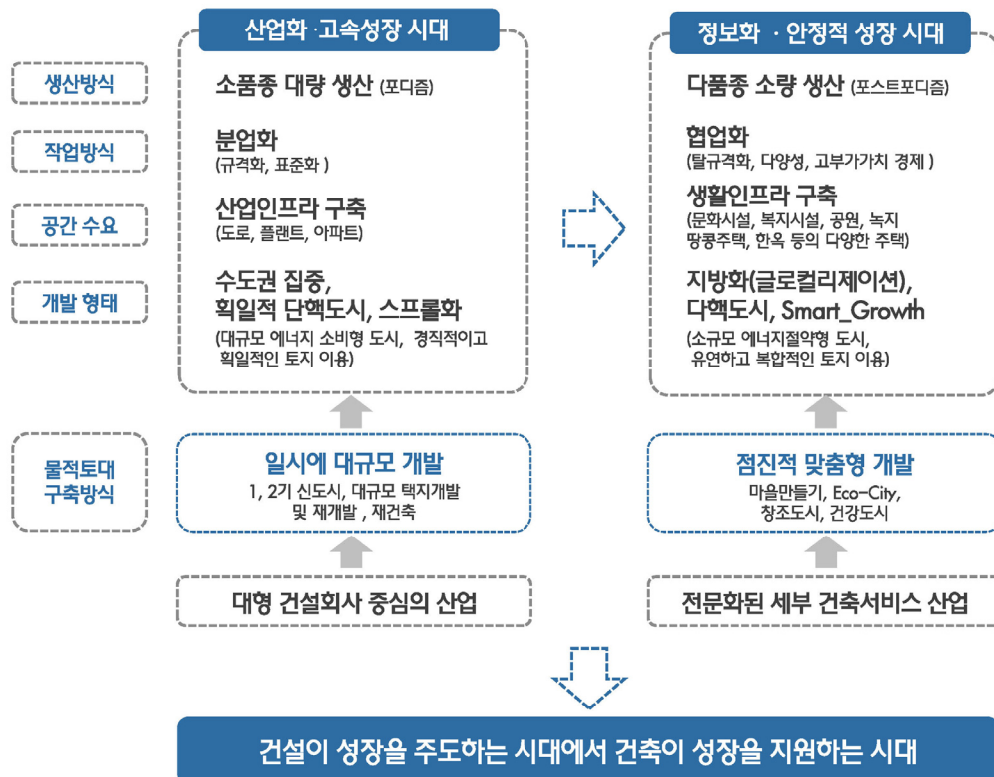 산업화·고속성장 시대
정보화 · 안정적 성장 시대
생산방식
소품종 대량 생산 (포디즘)
다품종 소량 생산 (포스트포디즘)
작업방식
분업화
(규격화, 표준화 )
협업화
(탈규격화, 다양성, 고부가가치 경제 )
공간 수요
산업인프라 구축
(도로, 플랜트, 아파트)
생활인프라 구축
(문화시설, 복지시설, 공원, 녹지
땅콩주택, 한옥 등의 다양한 주택)
개발 형태
수도권 집중,
획일적 단핵도시, 스프롤화
(대규모 에너지 소비형 도시, 경직적이고
획일적인 토지 이용)
지방화(글로컬리제이션),
다핵도시, Smart_Growth
(소규모 에너지절약형 도시,
유연하고 복합적인 토지 이용)
물적토대
구축방식
일시에 대규모 개발
1, 2기 신도시, 대규모 택지개발
및 재개발 , 재건축
점진적 맞춤형 개발
마을만들기, Eco-City,
창조도시, 건강도시
대형 건설회사 중심의 산업
전문화된 세부 건축서비스 산업
건설이 성장을 주도하는 시대에서 건축이 성장을 지원하는 시대